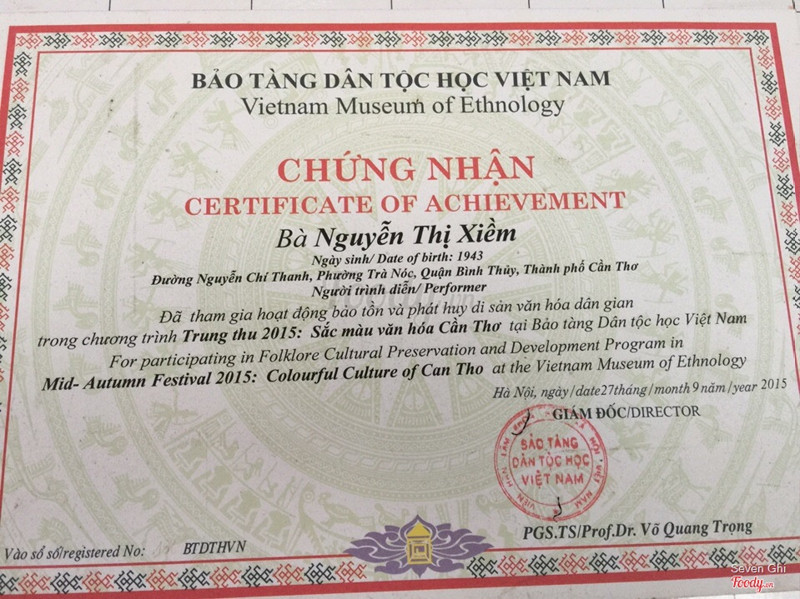 BẢO TÀNG DÂN TỘC HỌC VIỆT NAM
Vietnam Museum of Ethnology
CHỨNG NHẬN
CERTIFICATE OF ACHIEVEMENT
Bà Nguyễn Thị Xiềm
Ngày sinh/ Date of birth: 1943
Đường Nguyễn Chí Thanh, Phường Trà Nóc, Quận Bình Thủy, Thành phố Cần Thơ
Người trình diễn/ Performer
Đã tham gia hoạt động bảo tồn và phát huy di sản văn hóa dân gian
trong chương trình Trung thu 2015: Sắc màu văn hóa Cần Thơ tại Bảo tàng Dân tộc học Việt Nam
For participating in Folklore Cultural Preservation and Development Program in
Mid- Autumn Festival 2015: Colourful Culture of Can Tho at the Vietnam Museum of Ethnology
Hà Nội, ngày/date27tháng/month 9 năm/year 2015
GIÁM ĐỐC/DIRECTOR
BẢO TÀNG
DÂN TỘC HỌC
VIỆT NAM
PGS.TS/Prof.Dr. Võ Quang Trọng
Vào sổ số/registered No: BTDTHVN
Seven Ghi
Foody.vn